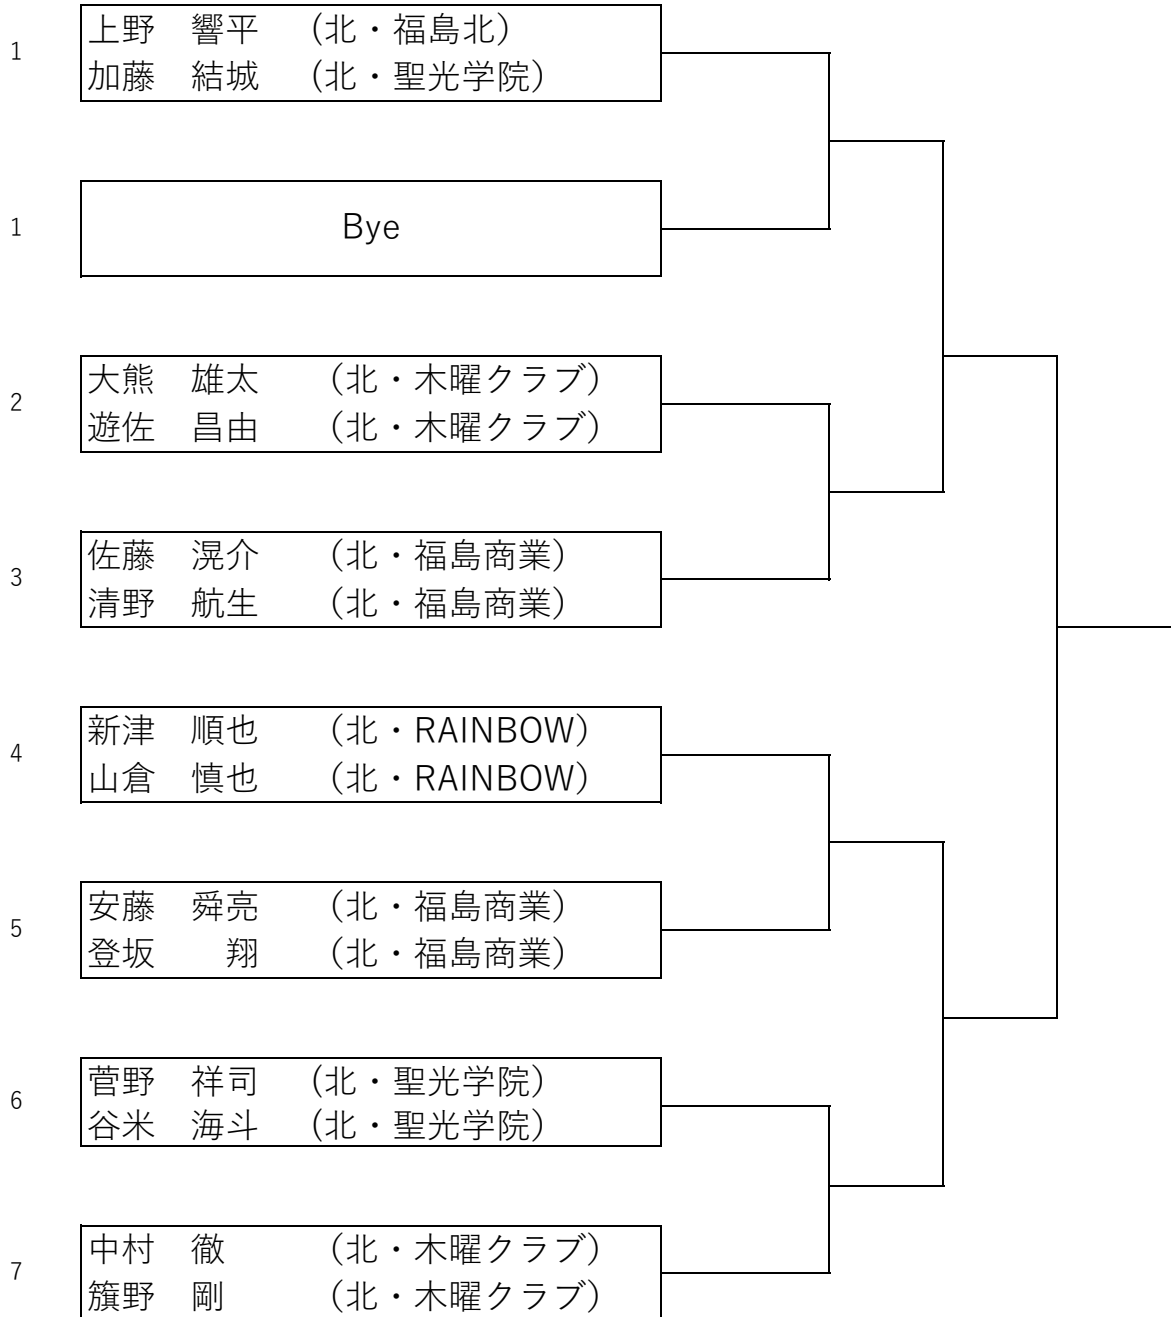 1
上野　響平　（北・福島北）
加藤　結城　（北・聖光学院）
1
Bye
2
大熊　雄太　（北・木曜クラブ）
遊佐　昌由　（北・木曜クラブ）
3
佐藤　滉介　（北・福島商業）
清野　航生　（北・福島商業）
4
新津　順也　（北・RAINBOW）
山倉　慎也　（北・RAINBOW）
5
安藤　舜亮　（北・福島商業）
登坂　　翔　（北・福島商業）
6
菅野　祥司　（北・聖光学院）
谷米　海斗　（北・聖光学院）
7
中村　徹　（北・木曜クラブ）
籏野　剛　（北・木曜クラブ）